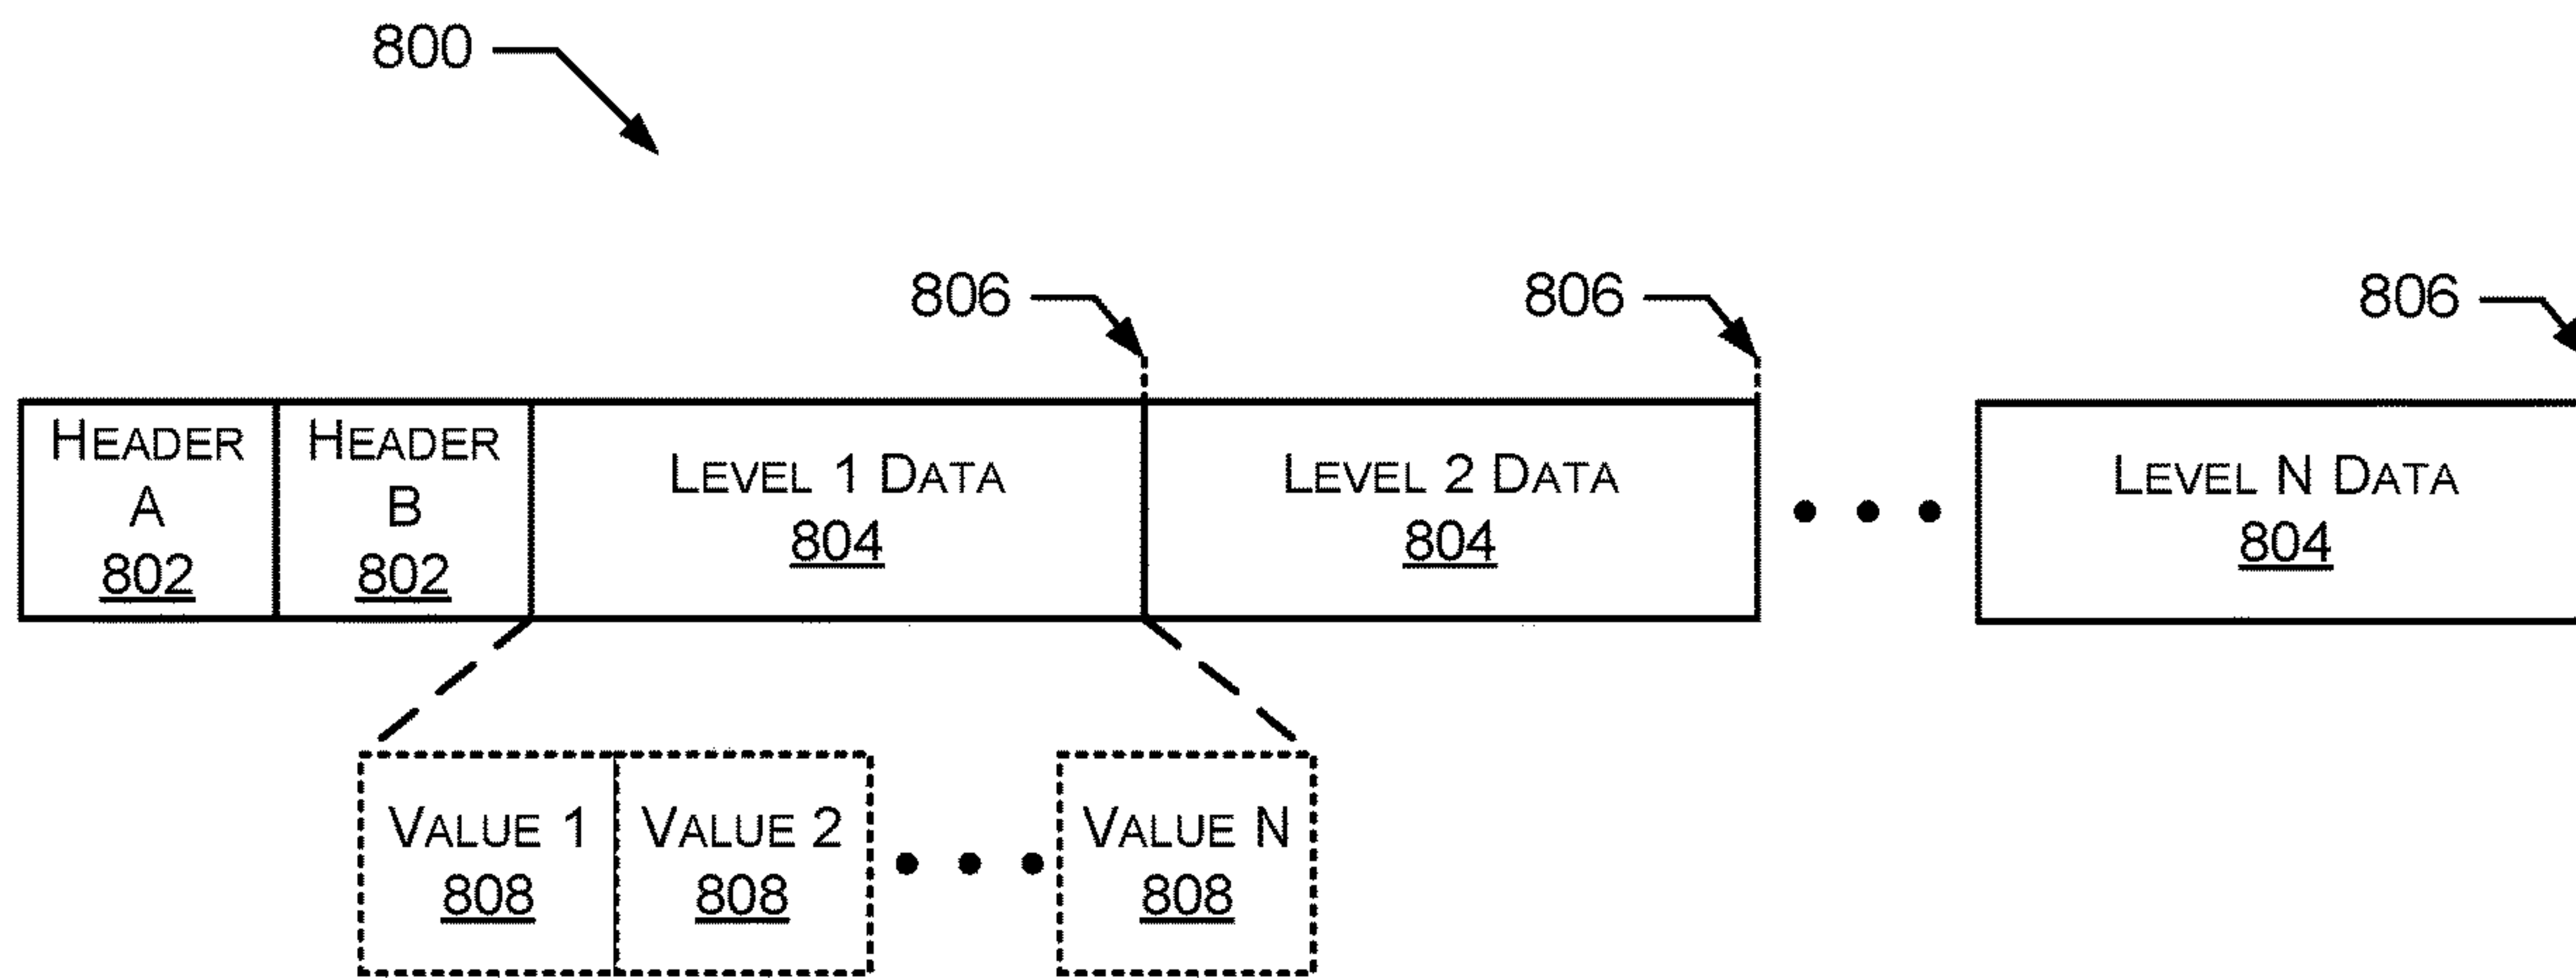 800
806
806
806
HEADER
A
802
HEADER
B
802
LEVEL 1 DATA
804
LEVEL 2 DATA
804
LEVEL N DATA
804
VALUE 1
808
VALUE 2
808
VALUE N
808